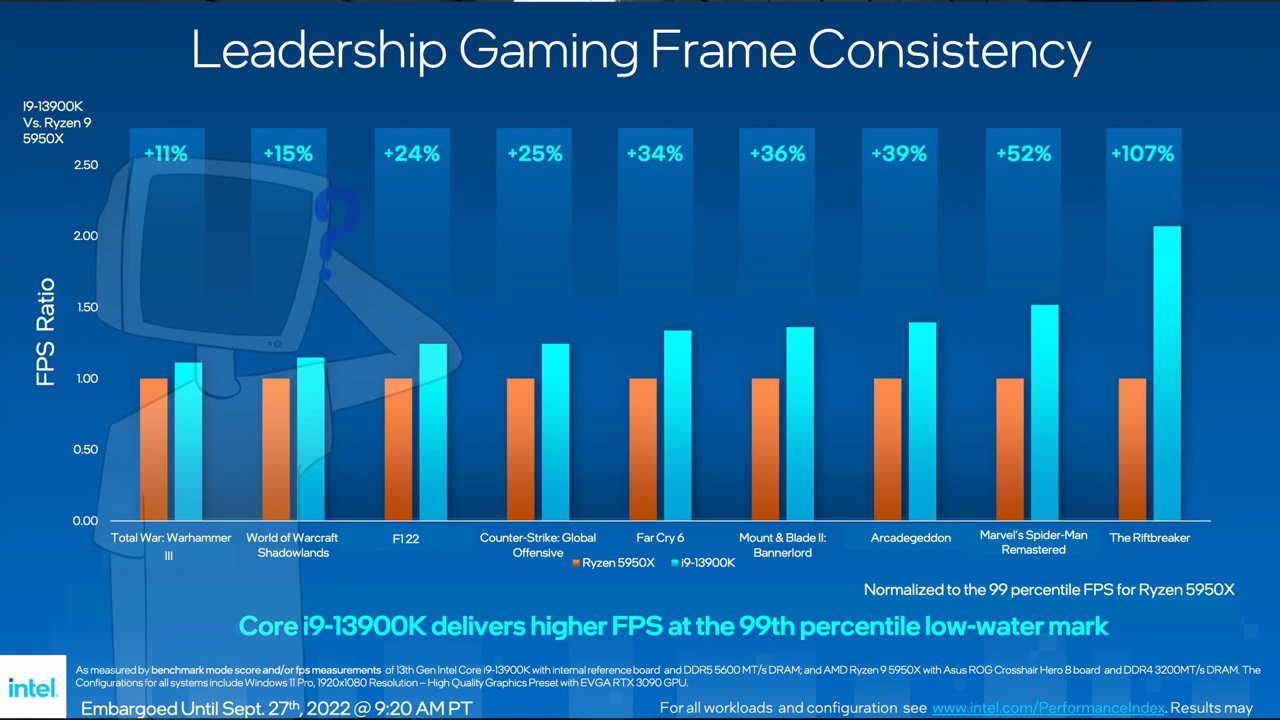 Leadership Gaming Frame Consistency
I9-13900K
Vs. Ryzen 9
5950X
+11%
+15%
+24%
+25%
+34%
+36%
+39%
+52%
+107%
2.50
2.00
1.50
1.00
0.50
0.00
FPS Ratio
?
Total War: Warhammer
III
World of Warcraft
Shadowlands
F1 22
Counter-Strike: Global
Offensive
Far Cry 6
Mount & Blade II:
Bannerlord
Arcadegeddon
Marvel's Spider-Man
Remastered
The Riftbreaker
Ryzen 5950X
i9-13900K
Normalized to the 99 percentile FPS for Ryzen 5950X
Core i9-13900K delivers higher FPS at the 99th percentile low-water mark
As measured by benchmark mode score and/or fps measurements of 13th Gen Intel Core i9-13900K with internal reference board and DDR5 5600 MT/s DRAM; and AMD Ryzen 9 5950X with Asus ROG Crosshair Hero 8 board and DDR4 3200MT/s DRAM. The
Configurations for all systems include Windows 11 Pro, 1920x1080 Resolution – High Quality Graphics Preset with EVGA RTX 3090 GPU.
intel.
Embargoed Until Sept. 27th, 2022 @ 9:20 AM PT
For all workloads and configuration see www.intel.com/PerformanceIndex. Results may